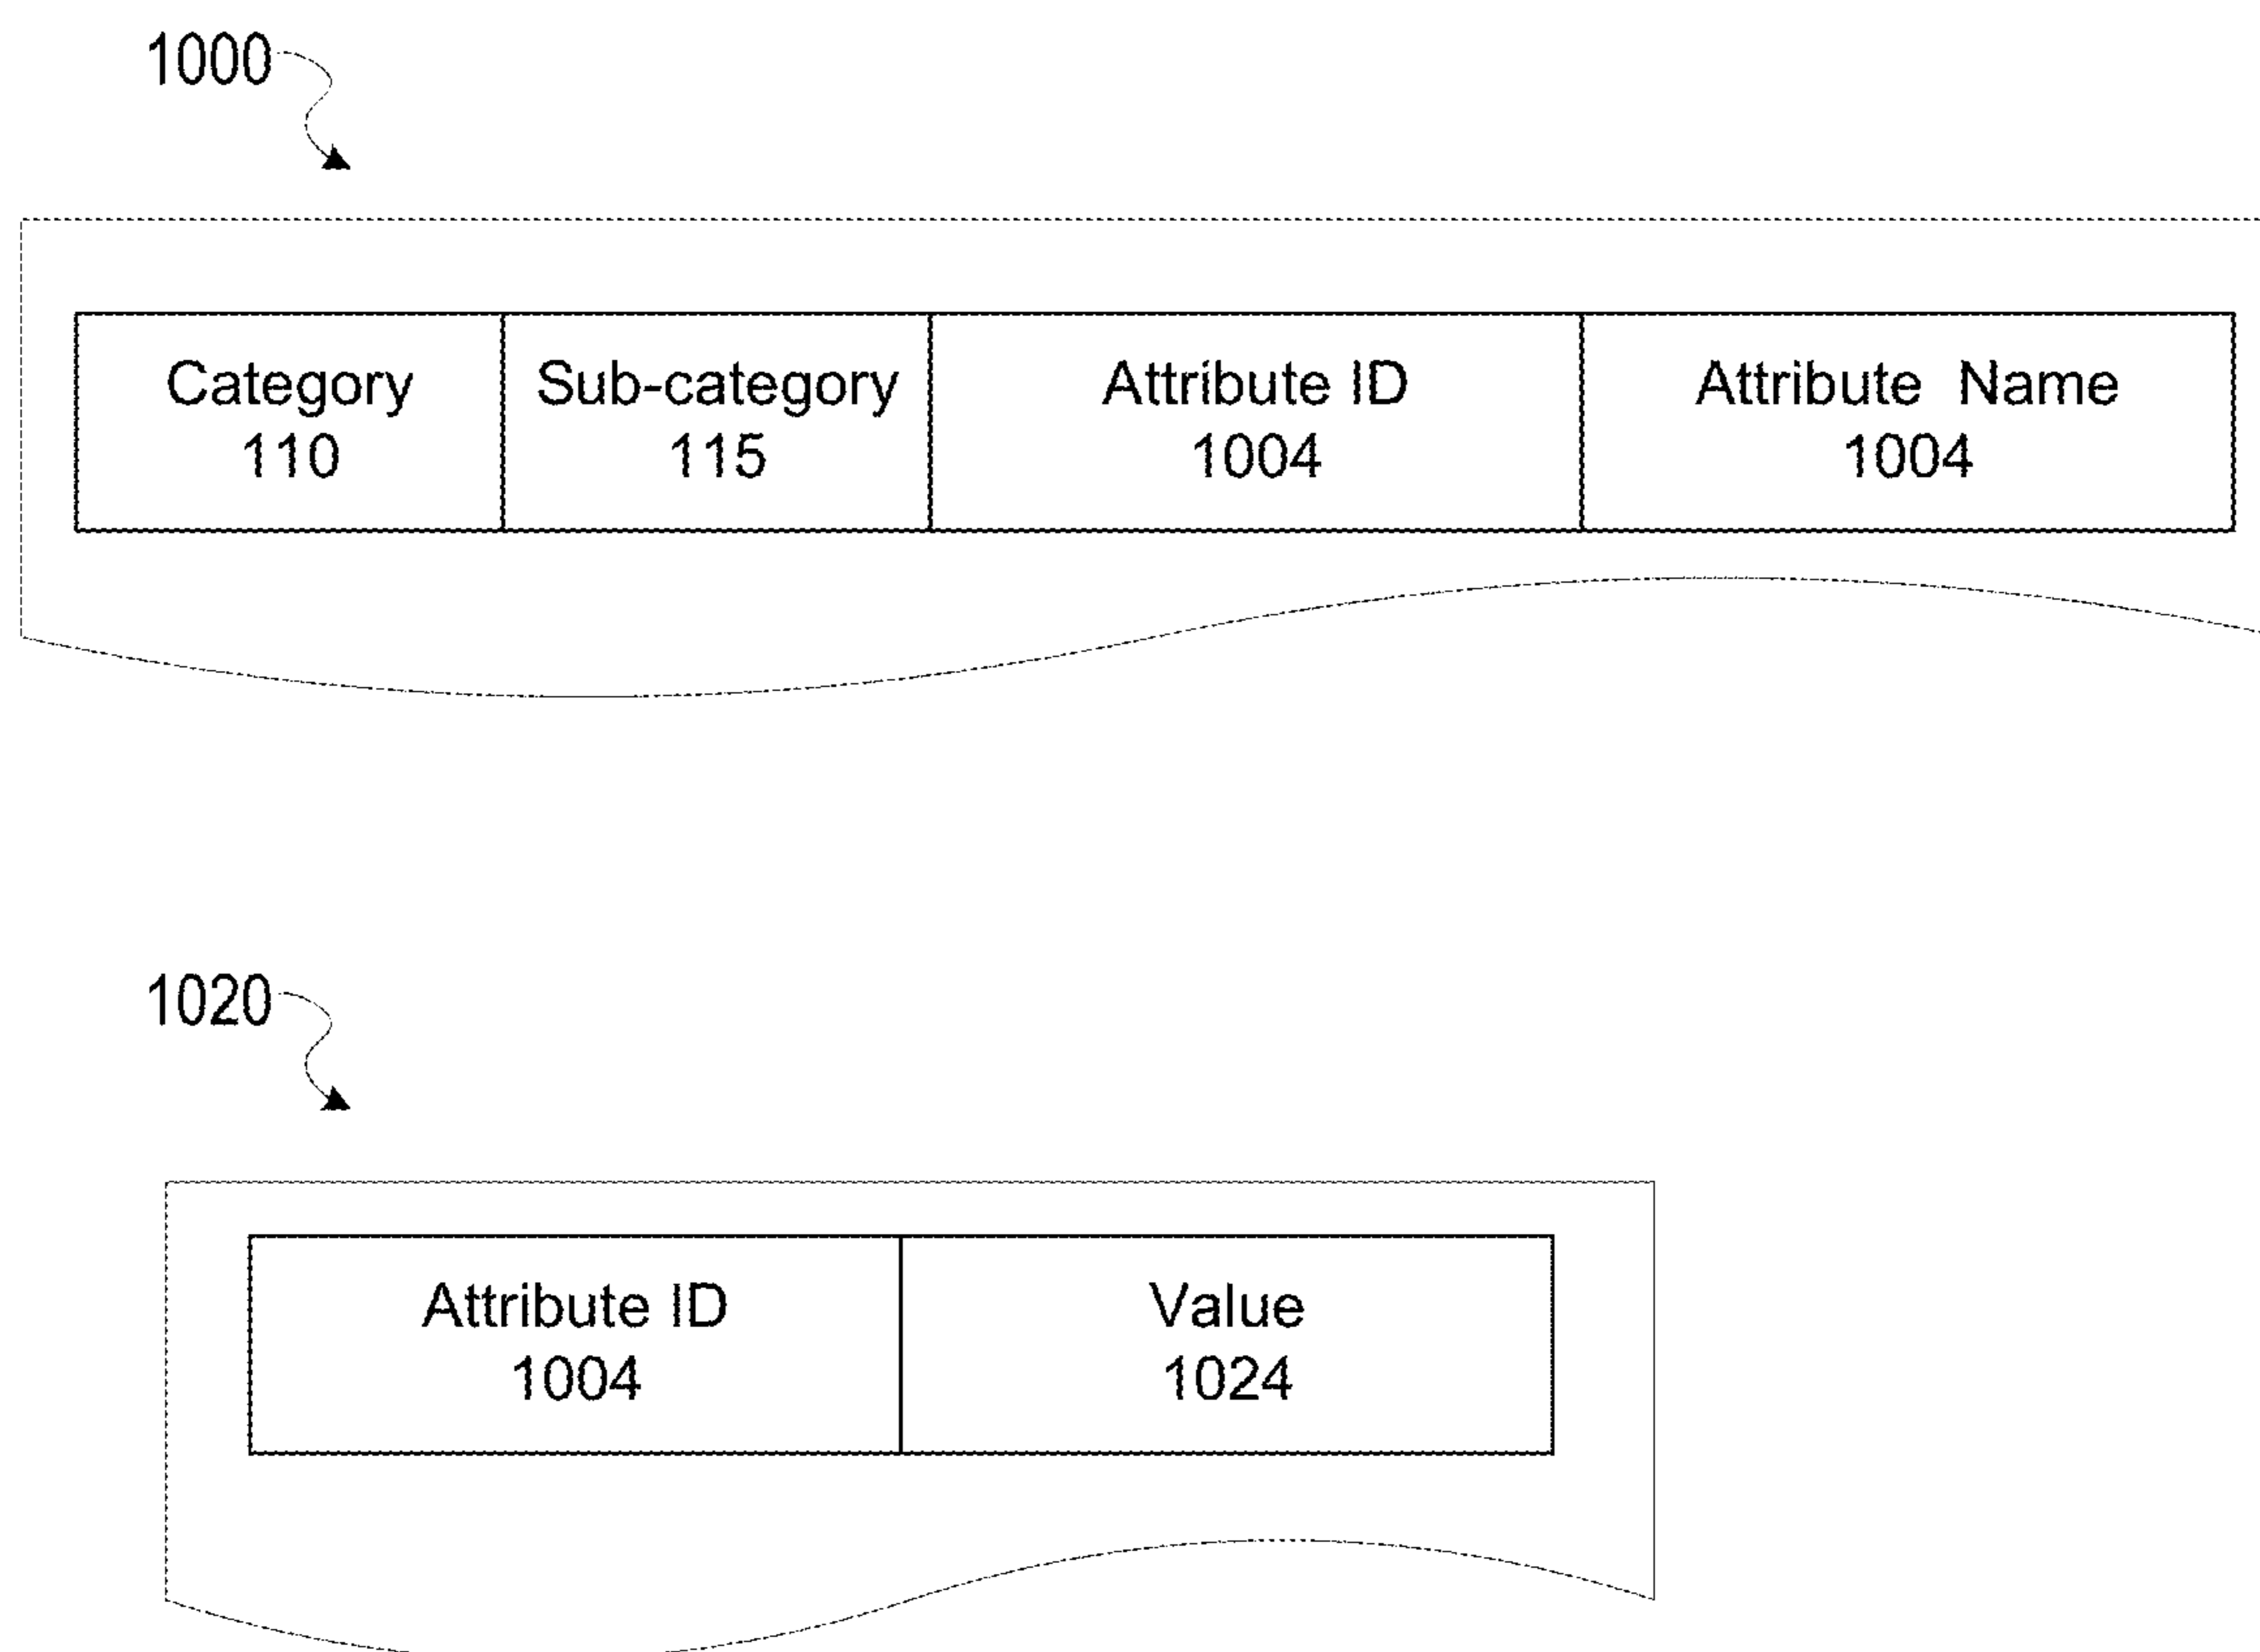 1000
Category Sub-category Attribute ID Attribute Name
110 115 1004 1004
1020
Attribute ID Value
1004 1024